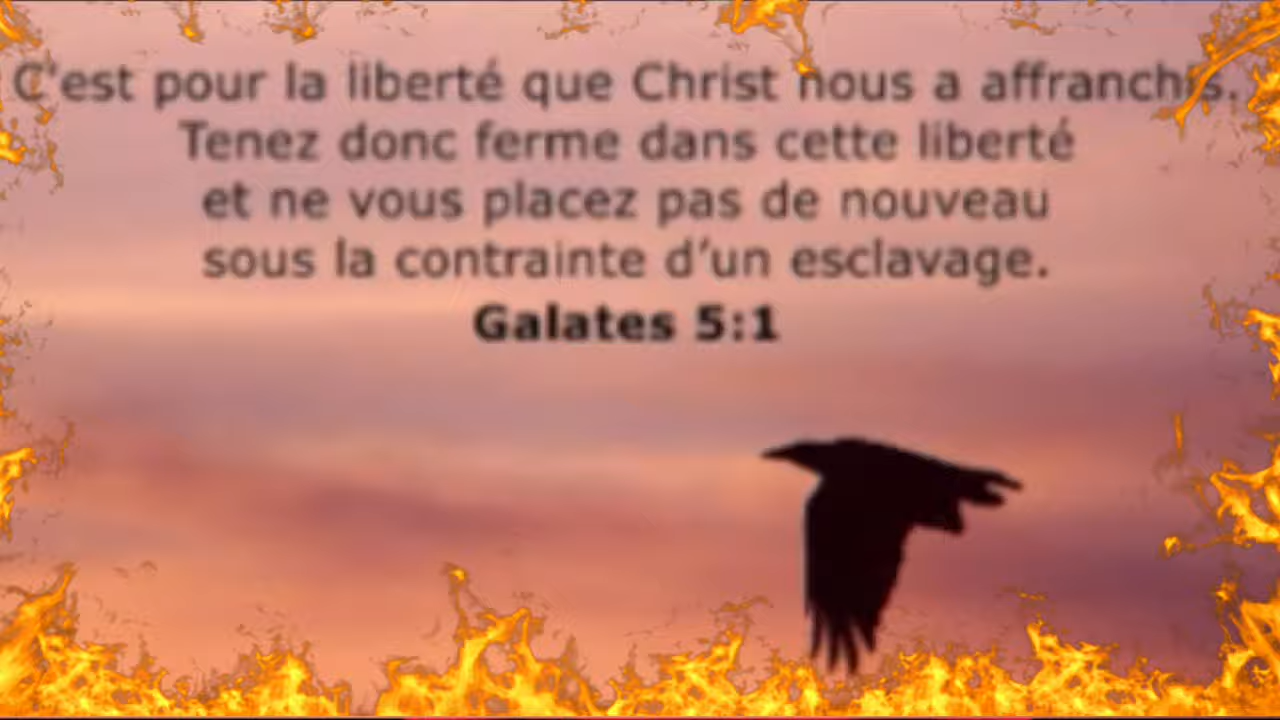 C'est pour la liberté que Christ nous a affranchis.
Tenez donc ferme dans cette liberté
et ne vous placez pas de nouveau
sous la contrainte d’un esclavage.
Galates 5:1